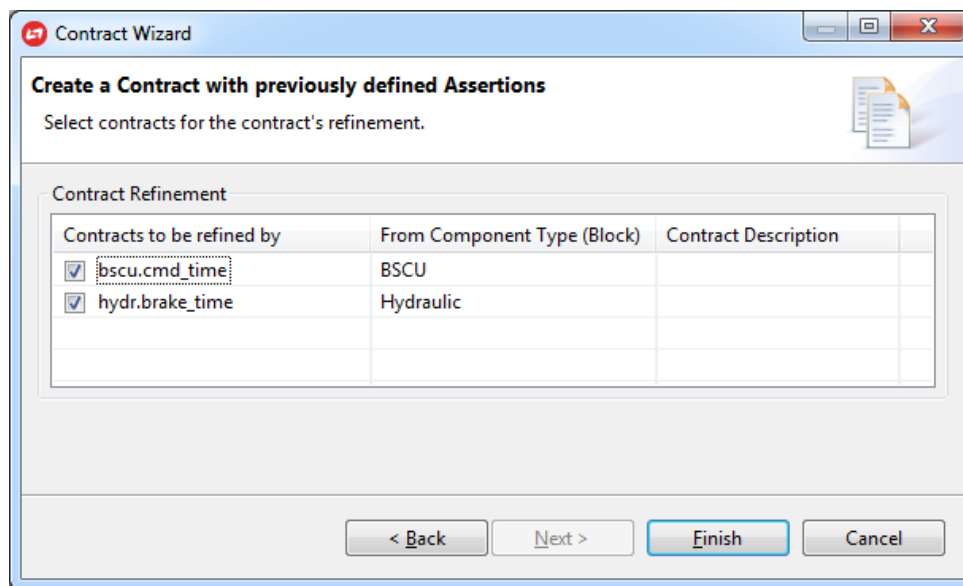 Contract Wizard
Create a Contract with previously defined Assertions
Select contracts for the contract's refinement.
Contract Refinement
Contracts to be refined by From Component Type (Block) Contract Description
bscu.cmd_time BSCU
hydr.brake_time Hydraulic
< Back Next > Finish Cancel